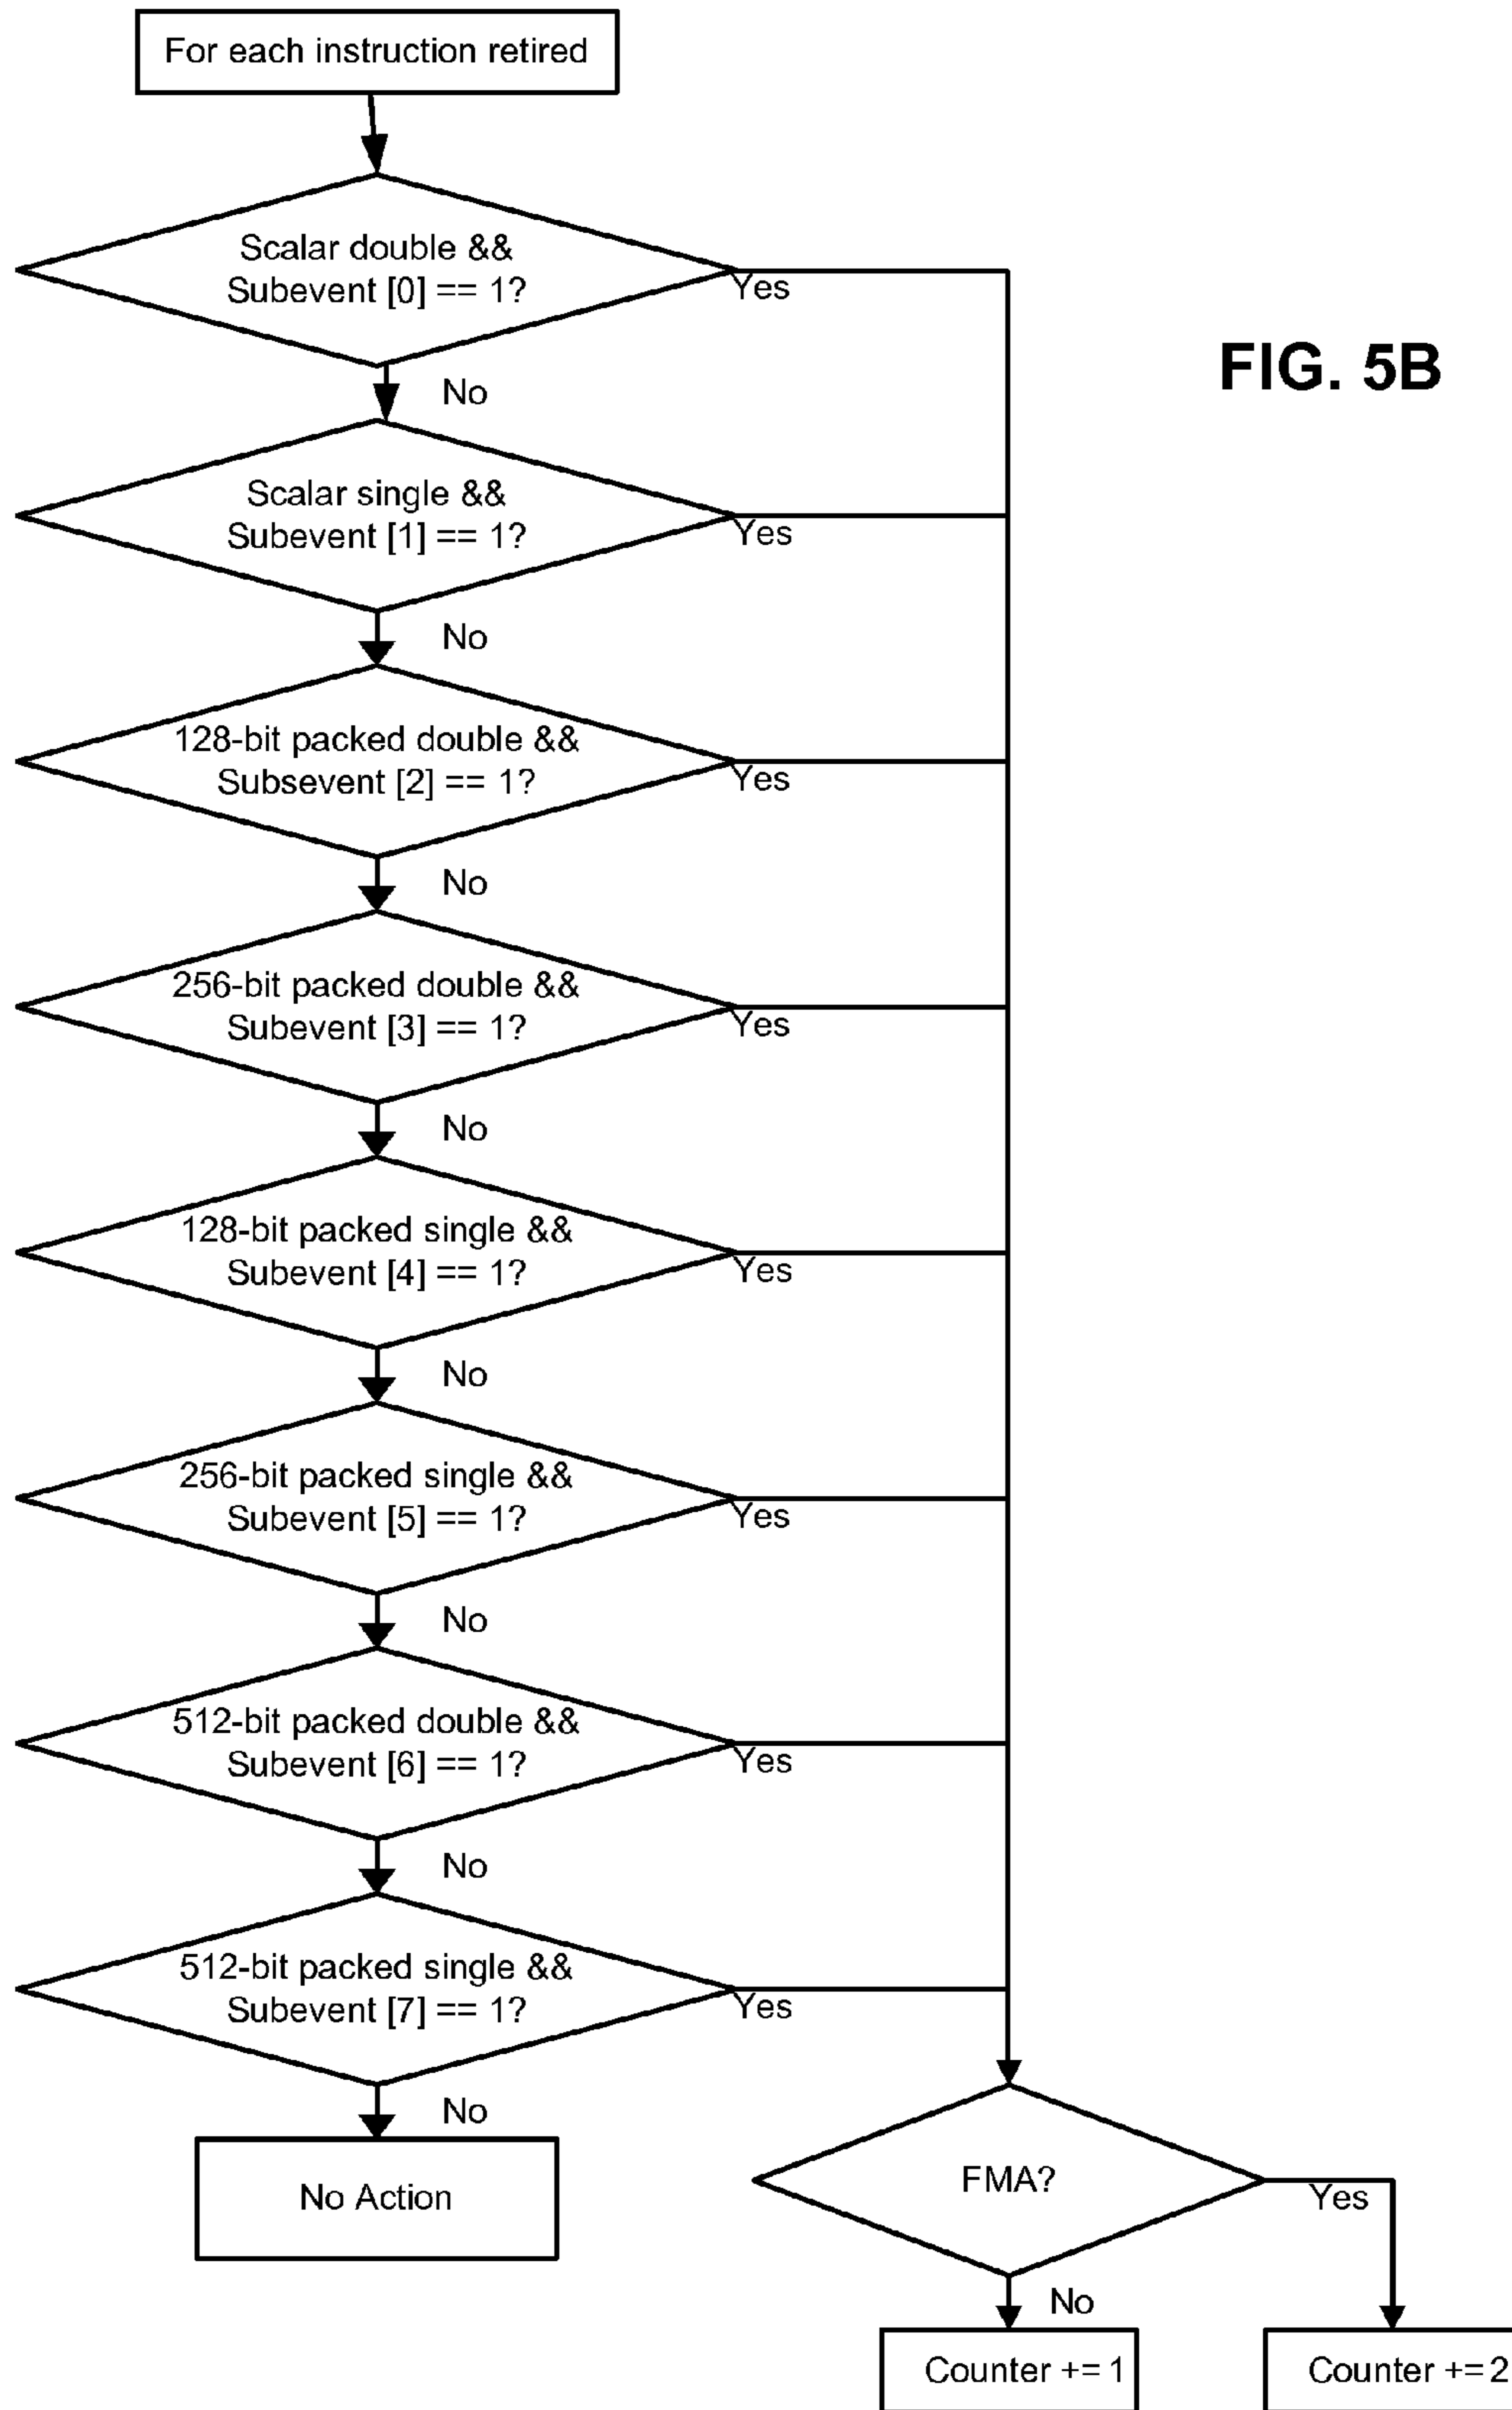 For each instruction retired
Scalar double &&
Subevent [0] == 1?
Yes
FIG. 5B
No
Scalar single &&
Subevent [1] == 1?
Yes
No
128-bit packed double &&
Subsevent [2] == 1?
Yes
No
256-bit packed double &&
Subevent [3] == 1?
Yes
No
128-bit packed single &&
Subevent [4] == 1?
Yes
No
256-bit packed single &&
Subevent [5] == 1?
Yes
No
512-bit packed double &&
Subevent [6] == 1?
Yes
No
512-bit packed single &&
Subevent [7] == 1?
Yes
No
No Action
FMA?
Yes
No
Counter += 1
Counter += 2